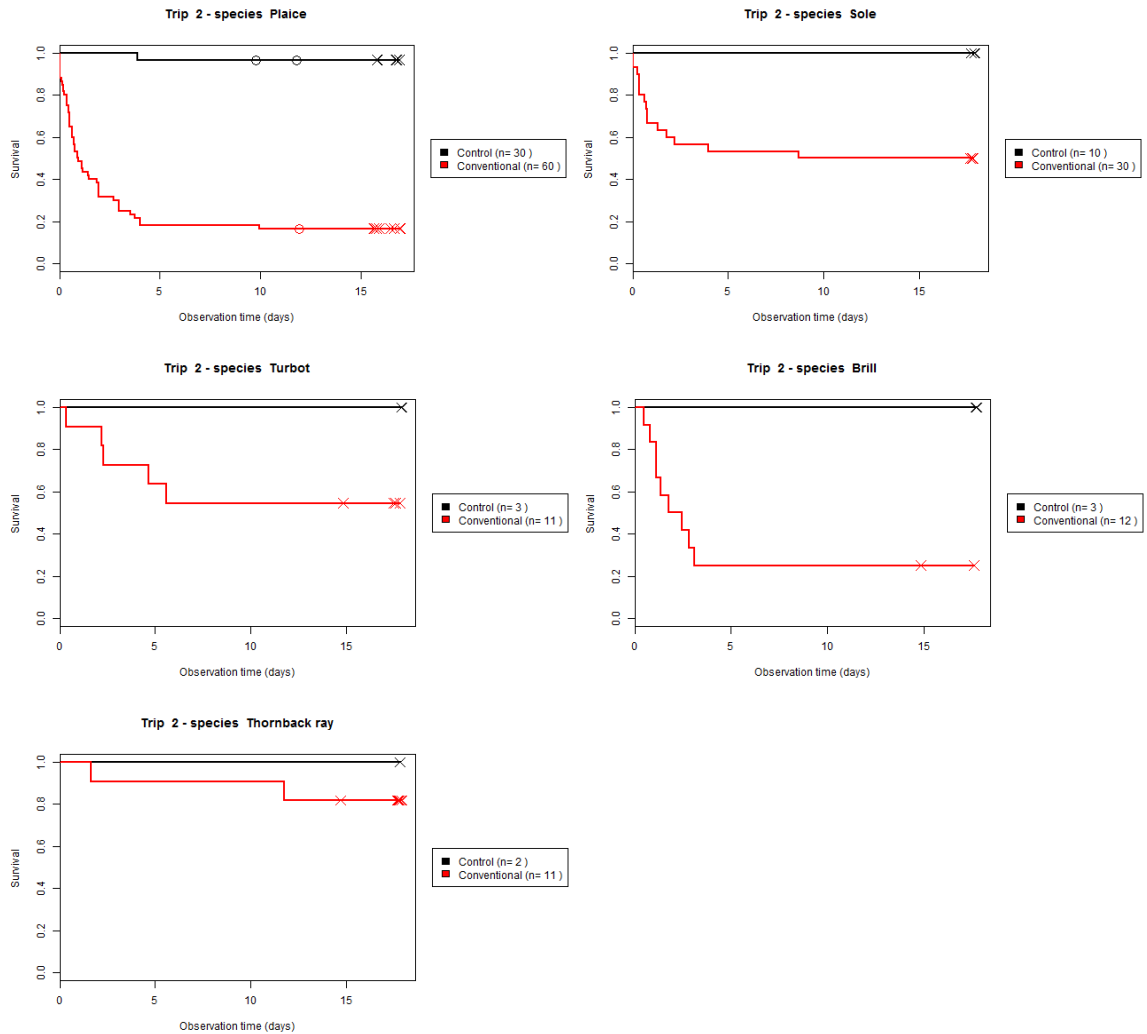 Trip 2 - species Plaice
Survival
0.0 0.2 0.4 0.6 0.8 1.0
0 5 10 15
Observation time (days)
Control (n= 30 )
Conventional (n= 60 )
Trip 2 - species Sole
Survival
0.0 0.2 0.4 0.6 0.8 1.0
0 5 10 15
Observation time (days)
Control (n= 10 )
Conventional (n= 30 )
Trip 2 - species Turbot
Survival
0.0 0.2 0.4 0.6 0.8 1.0
0 5 10 15
Observation time (days)
Control (n= 3 )
Conventional (n= 11 )
Trip 2 - species Brill
Survival
0.0 0.2 0.4 0.6 0.8 1.0
0 5 10 15
Observation time (days)
Control (n= 3 )
Conventional (n= 12 )
Trip 2 - species Thornback ray
Survival
0.0 0.2 0.4 0.6 0.8 1.0
0 5 10 15
Observation time (days)
Control (n= 2 )
Conventional (n= 11 )